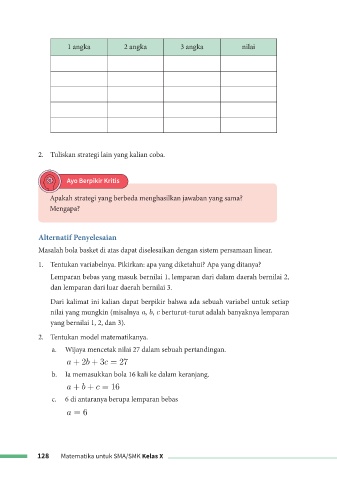 1 angka 2 angka 3 angka nilai
2. Tuliskan strategi lain yang kalian coba.
Ayo Berpikir Kritis
Apakah strategi yang berbeda menghasilkan jawaban yang sama?
Mengapa?
Alternatif Penyelesaian
Masalah bola basket di atas dapat diselesaikan dengan sistem persamaan linear.
1. Tentukan variabelnya. Pikirkan: apa yang diketahui? Apa yang ditanya?
Lemparan bebas yang masuk bernilai 1, lemparan dari dalam daerah bernilai 2,
dan lemparan dari luar daerah bernilai 3.
Dari kalimat ini kalian dapat berpikir bahwa ada sebuah variabel untuk setiap
nilai yang mungkin (misalnya a, b, c berturut-turut adalah banyaknya lemparan
yang bernilai 1, 2, dan 3).
2. Tentukan model matematikanya.
a. Wijaya mencetak nilai 27 dalam sebuah pertandingan.
a + 2b + 3c = 27
b. Ia memasukkan bola 16 kali ke dalam keranjang.
a + b + c = 16
c. 6 di antaranya berupa lemparan bebas
a = 6
128 Matematika untuk SMA/SMK Kelas X